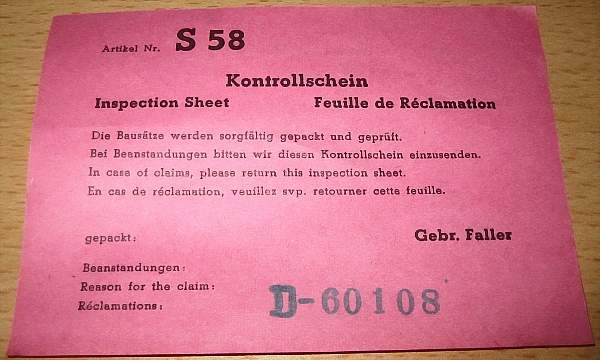 Artikel Nr. S 58
Kontrollschein
Inspection Sheet Feuille de Réclamation
Die Bausätze werden sorgfältig gepackt und geprüft.
Bei Beanstandungen bitten wir diesen Kontrollschein einzusenden.
In case of claims, please return this inspection sheet.
En cas de réclamation, veuillez svp. retourner cette feuille.
gepackt: Gebr. Faller
Beanstandungen:
Reason for the claim:
Réclamations:
D-60108